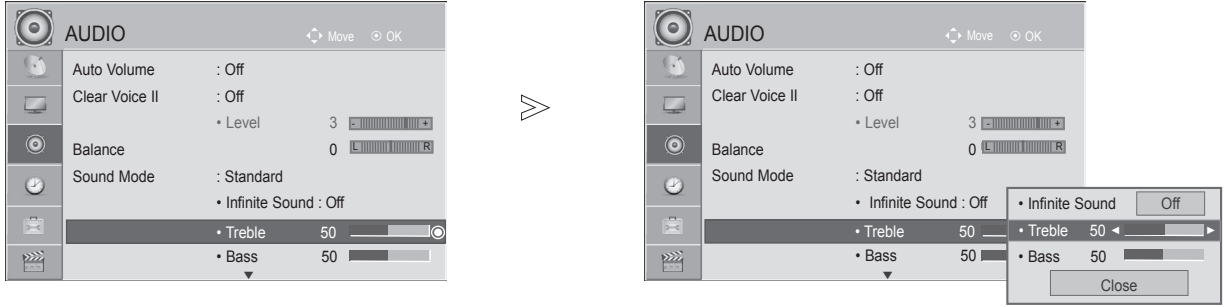 AUDIO
Move OK
Auto Volume : Off
Clear Voice II : Off
• Level 3 - +
Balance 0 L R
Sound Mode : Standard
• Infinite Sound : Off
• Treble 50
• Bass 50
AUDIO
Move OK
Auto Volume : Off
Clear Voice II : Off
• Level 3 - +
Balance 0 L R
Sound Mode : Standard
• Infinite Sound : Off
• Treble 50
• Bass 50
• Infinite Sound Off
• Treble 50
• Bass 50
Close